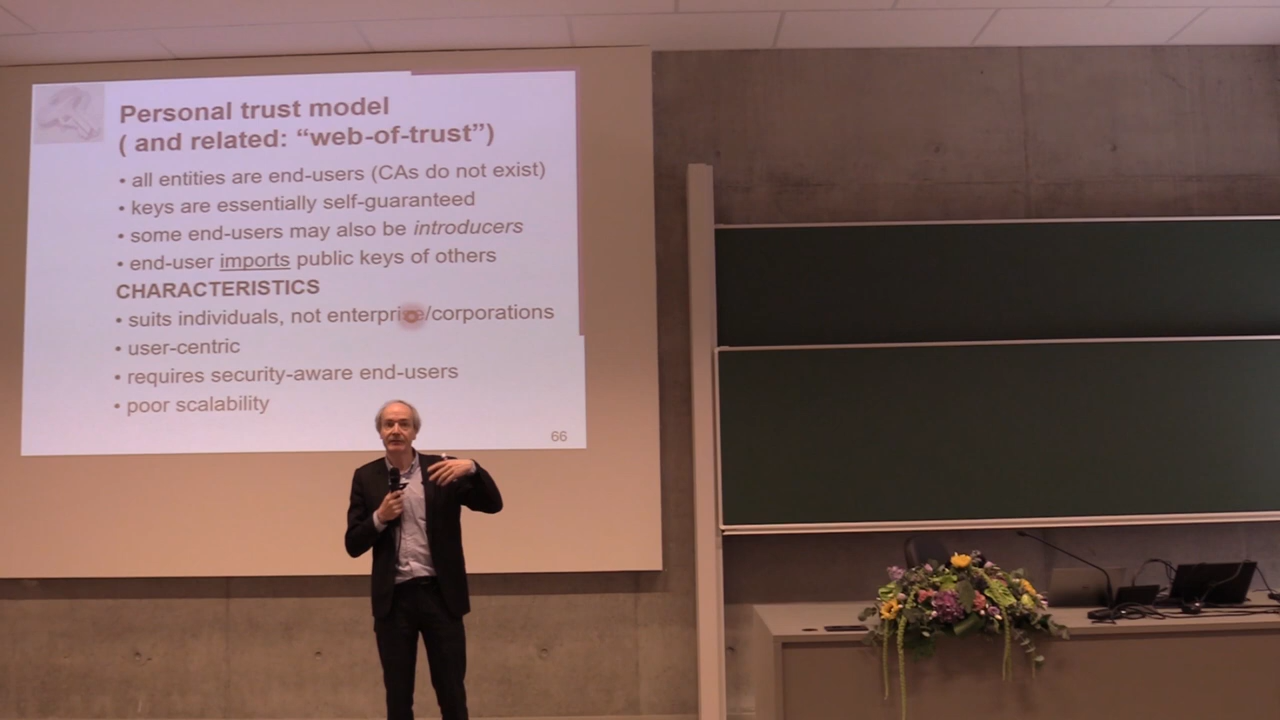 Personal trust model
( and related: “web-of-trust”)
• all entities are end-users (CAs do not exist)
• keys are essentially self-guaranteed
• some end-users may also be introducers
• end-user imports public keys of others
CHARACTERISTICS
• suits individuals, not enterprise/corporations
• user-centric
• requires security-aware end-users
• poor scalability
66